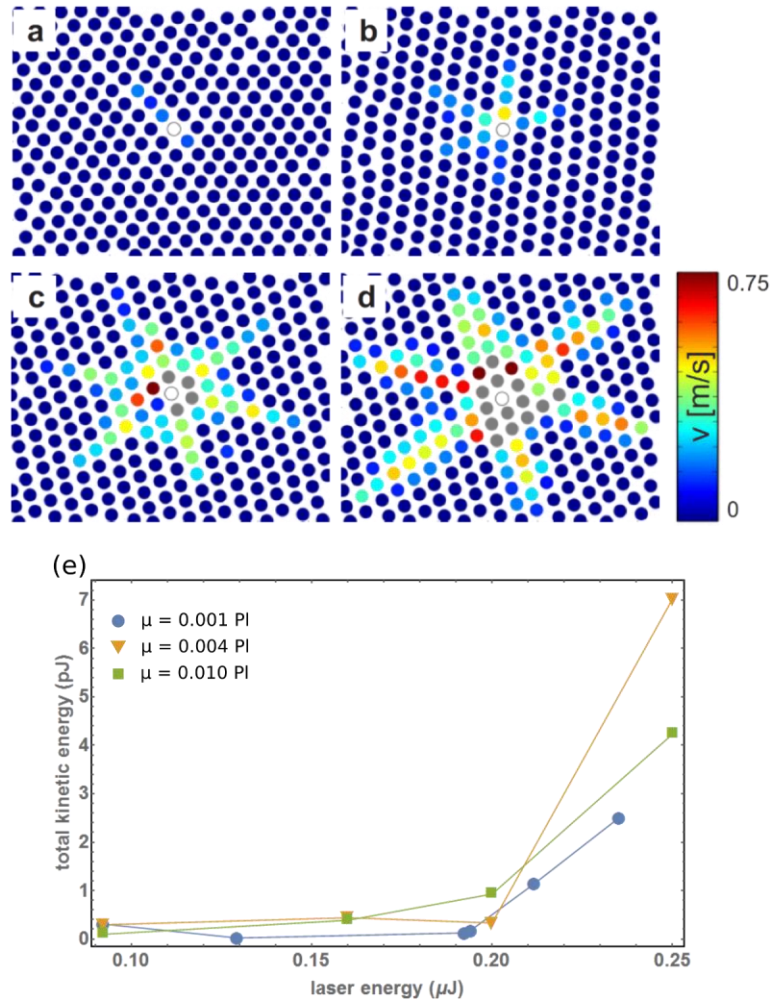 a
b
c
d
0.75
v [m/s]
0
(e)
7
6
5
4
3
2
1
0
total kinetic energy (pJ)
μ = 0.001 Pl
μ = 0.004 Pl
μ = 0.010 Pl
0.10
0.15
0.20
0.25
laser energy (μJ)